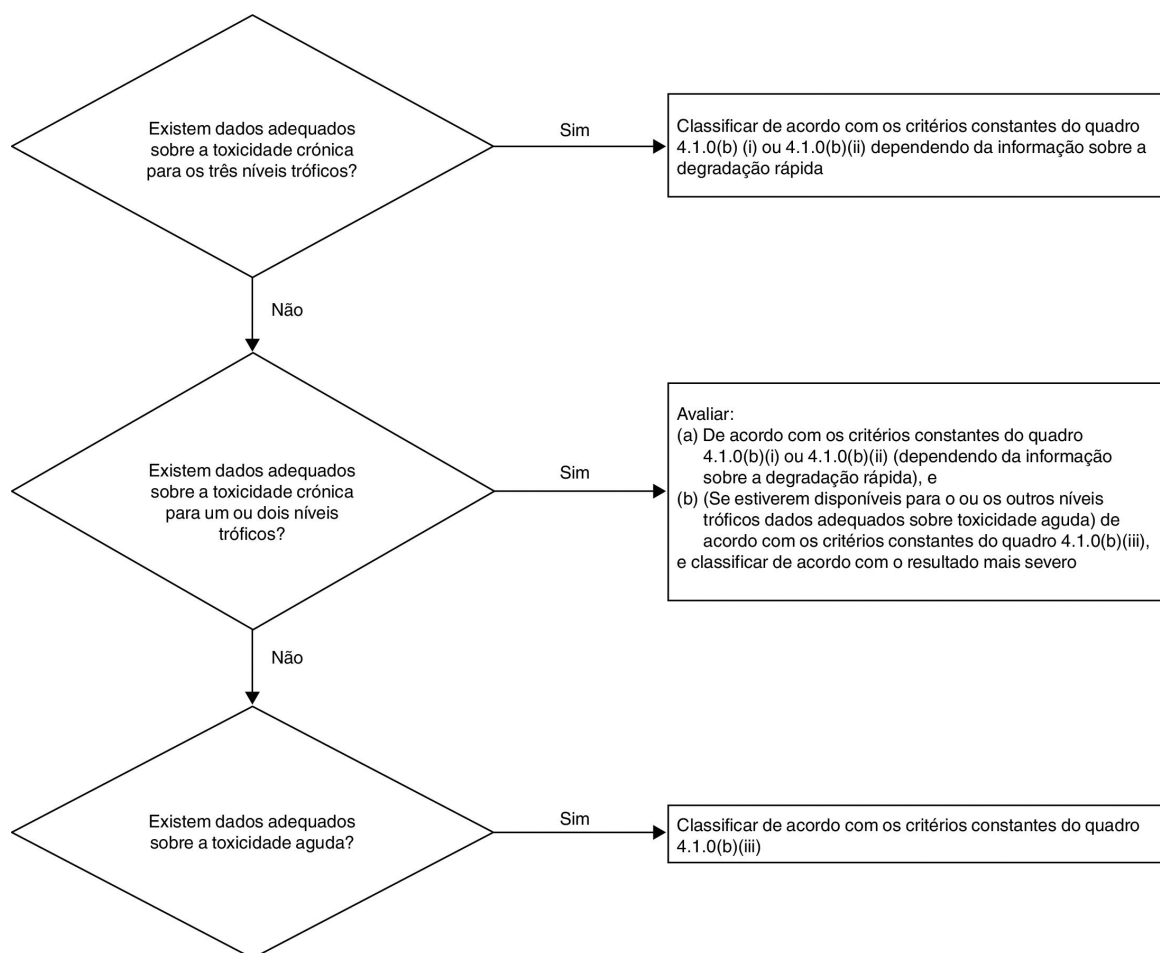 Existem dados adequados
sobre a toxicidade crónica
para os três níveis tróficos?
Sim
Classificar de acordo com os critérios constantes do quadro
4.1.0(b) (i) ou 4.1.0(b)(ii) dependendo da informação sobre a
degradação rápida
Não
Existem dados adequados
sobre a toxicidade crónica
para um ou dois níveis
tróficos?
Sim
Avaliar:
(a) De acordo com os critérios constantes do quadro
4.1.0(b)(i) ou 4.1.0(b)(ii) (dependendo da informação
sobre a degradação rápida), e
(b) (Se estiverem disponíveis para o ou os outros níveis
tróficos dados adequados sobre toxicidade aguda) de
acordo com os critérios constantes do quadro 4.1.0(b)(iii),
e classificar de acordo com o resultado mais severo
Não
Existem dados adequados
sobre a toxicidade aguda?
Sim
Classificar de acordo com os critérios constantes do quadro
4.1.0(b)(iii)